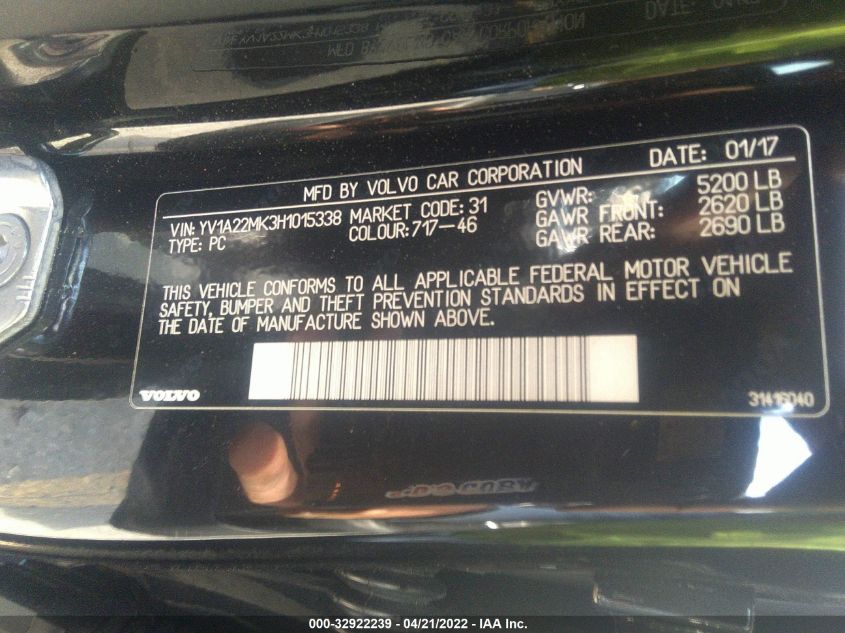 MFD BY VOLVO CAR CORPORATION DATE: 01/17
VIN: YV1A22MK3H1015338 MARKET CODE: 31 GVWR: 5200 LB
TYPE: PC COLOUR: 717-46 GAWR FRONT: 2620 LB
GAWR REAR: 2690 LB
THIS VEHICLE CONFORMS TO ALL APPLICABLE FEDERAL MOTOR VEHICLE
SAFETY, BUMPER AND THEFT PREVENTION STANDARDS IN EFFECT ON
THE DATE OF MANUFACTURE SHOWN ABOVE.
VOLVO 31416040
000-32922239 - 04/21/2022 - IAA Inc.